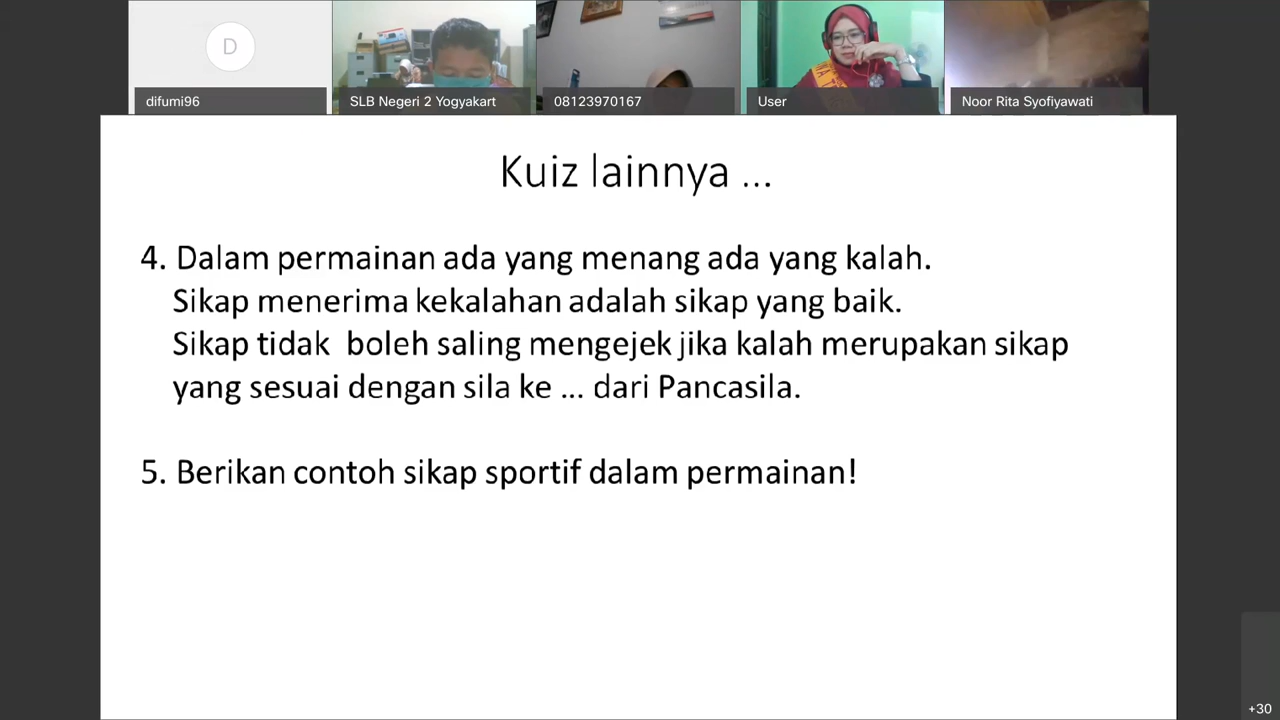 D
difumi96
SLB Negeri 2 Yogyakart
08123970167
User
Noor Rita Syofiyawati
Kuiz lainnya ...
4. Dalam permainan ada yang menang ada yang kalah.
Sikap menerima kekalahan adalah sikap yang baik.
Sikap tidak boleh saling mengejek jika kalah merupakan sikap
yang sesuai dengan sila ke ... dari Pancasila.
5. Berikan contoh sikap sportif dalam permainan!
+30